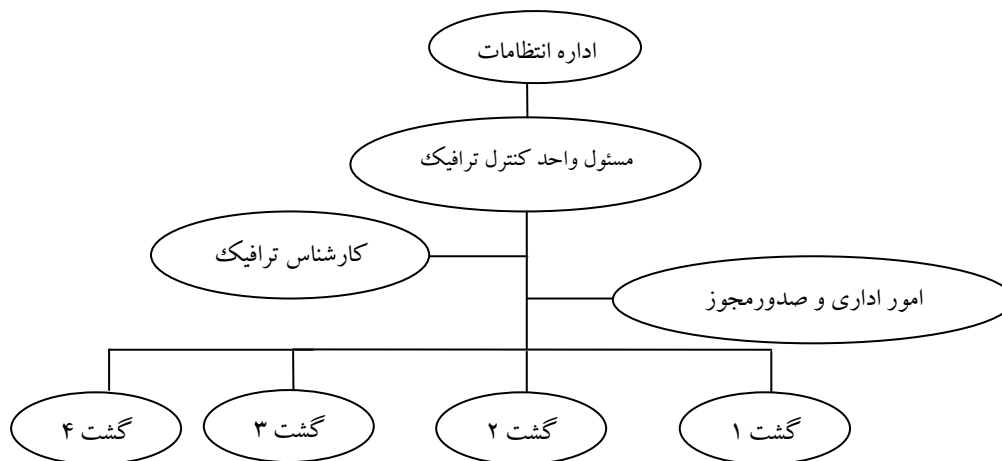 اداره انتظامات
مسئول واحد کنترل ترافیک
کارشناس ترافیک
امور اداری و صدورمجوز
گشت ۱
گشت ۲
گشت ۳
گشت ۴